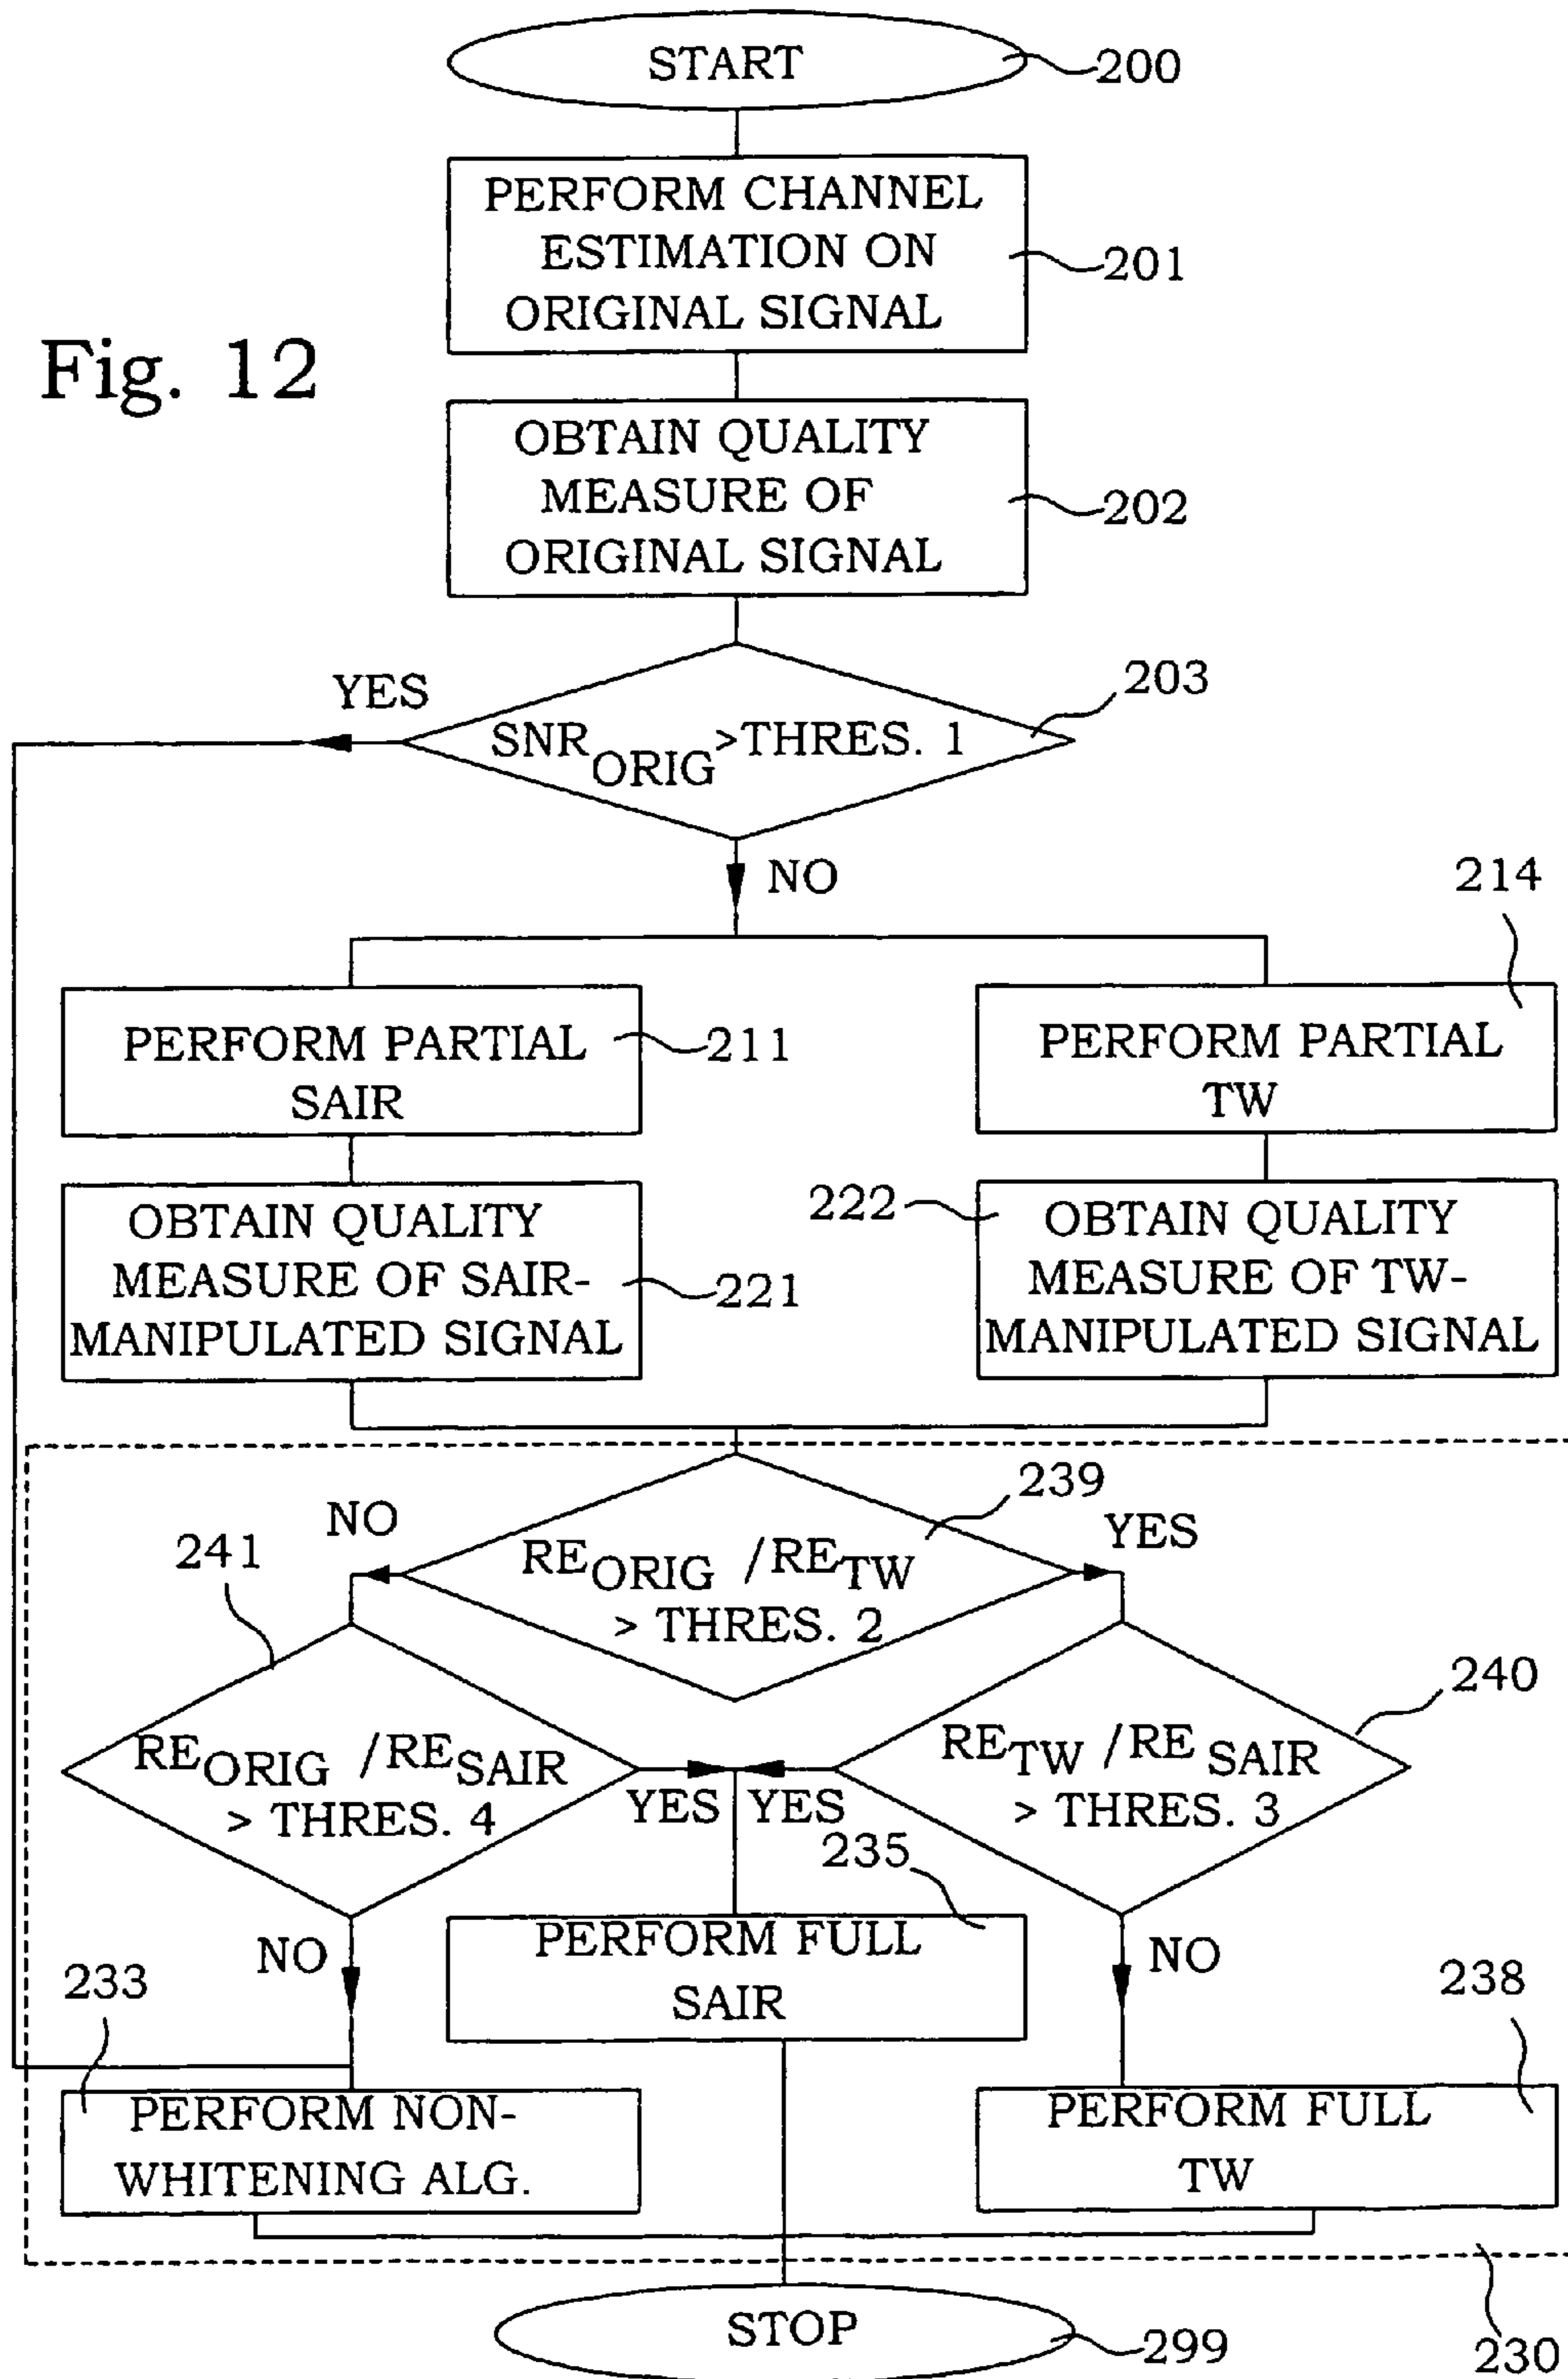 START
200
PERFORM CHANNEL
ESTIMATION ON
ORIGINAL SIGNAL
201
Fig. 12
OBTAIN QUALITY
MEASURE OF
ORIGINAL SIGNAL
202
YES
203
SNR ORIG >THRES. 1
NO
214
PERFORM PARTIAL
SAIR
211
PERFORM PARTIAL
TW
OBTAIN QUALITY
MEASURE OF SAIR-
MANIPULATED SIGNAL
221
222
OBTAIN QUALITY
MEASURE OF TW-
MANIPULATED SIGNAL
239
NO
YES
241
RE ORIG /RE TW
> THRES. 2
240
RE ORIG /RE SAIR
> THRES. 4
YES
YES
RE TW /RE SAIR
> THRES. 3
235
NO
PERFORM FULL
SAIR
NO
233
238
PERFORM NON-
WHITENING ALG.
PERFORM FULL
TW
STOP
299
230